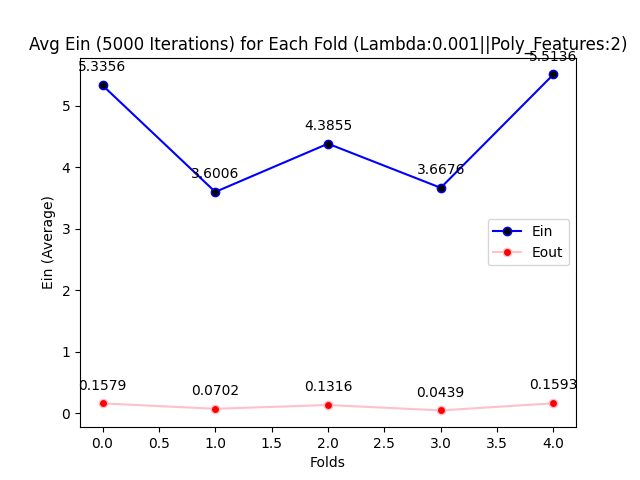 Avg Ein (5000 Iterations) for Each Fold (Lambda:0.001||Poly_Features:2)
5.3356
3.6006
4.3855
3.6676
5.5136
0.1579
0.0702
0.1316
0.0439
0.1593
Ein
Eout
Ein (Average)
5
4
3
2
1
0
0.0 0.5 1.0 1.5 2.0 2.5 3.0 3.5 4.0
Folds